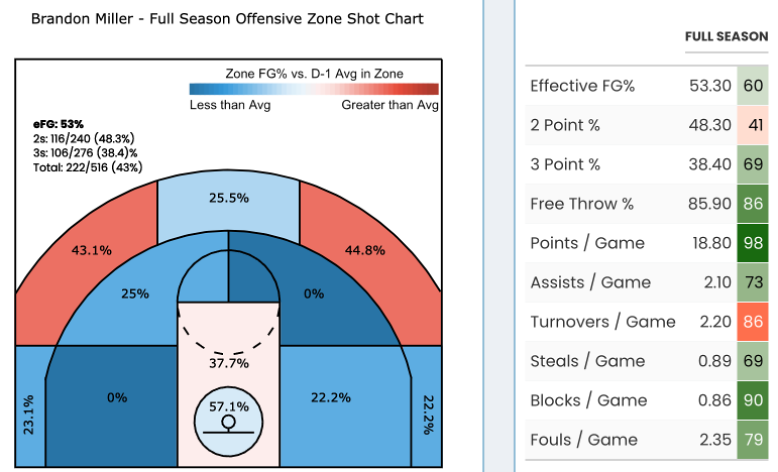 Brandon Miller - Full Season Offensive Zone Shot Chart
Zone FG% vs. D-1 Avg in Zone
Less than Avg
Greater than Avg
eFG: 53%
2s: 116/240 (48.3%)
3s: 106/276 (38.4)%
Total: 222/516 (43%)
25.5%
43.1%
44.8%
25%
0%
37.7%
0%
22.2%
57.1%
23.1%
22.2%
FULL SEASON
Effective FG% 53.30 60
2 Point % 48.30 41
3 Point % 38.40 69
Free Throw % 85.90 86
Points / Game 18.80 98
Assists / Game 2.10 73
Turnovers / Game 2.20 86
Steals / Game 0.89 69
Blocks / Game 0.86 90
Fouls / Game 2.35 79